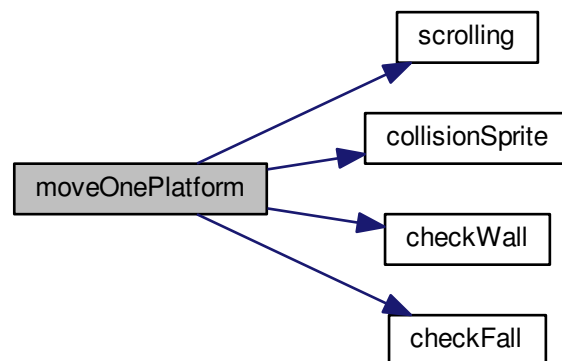 scrolling
collisionSprite
moveOnePlatform
checkWall
checkFall